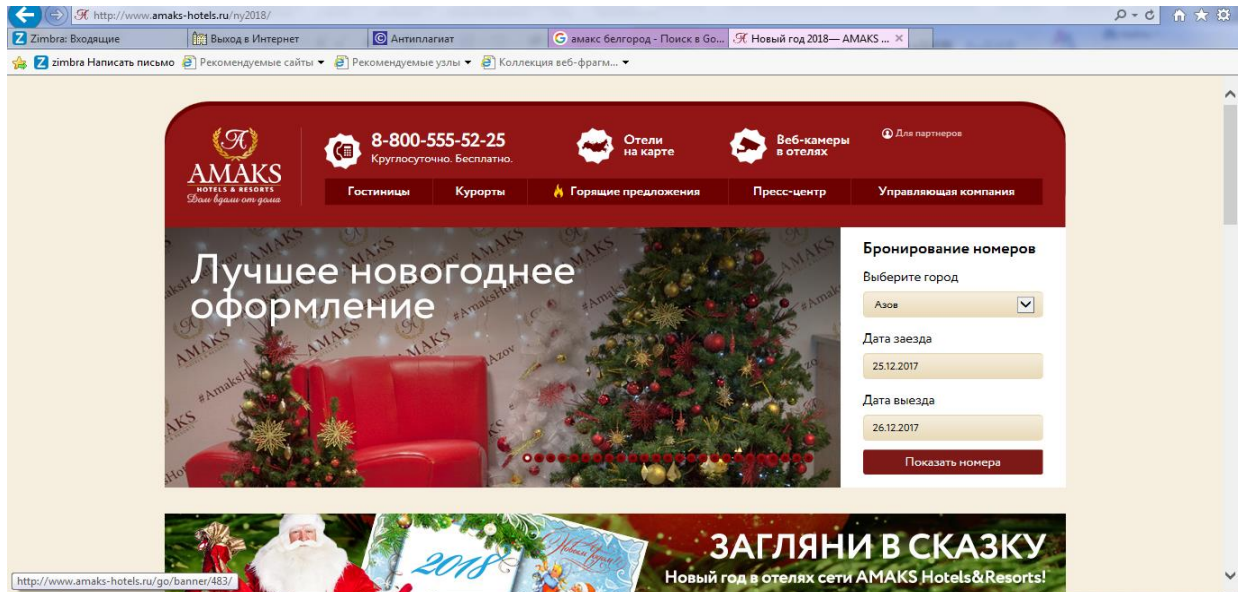 http://www.amaks-hotels.ru/ny2018/
Zimbra: Входящие
Выход в Интернет
Антиплагиат
амакс белгород - Поиск в Go...
Новый год 2018— AMAKS ...
zimbra Написать письмо
Рекомендуемые сайты
Рекомендуемые узлы
Коллекция веб-фрагм...
AMAKS
HOTELS & RESORTS
Дом вдали от дома
8-800-555-52-25
Круглосуточно. Бесплатно.
Отели
на карте
Веб-камеры
в отелях
Для партнеров
Гостиницы
Курорты
Горящие предложения
Пресс-центр
Управляющая компания
Лучшее новогоднее
оформление
Бронирование номеров
Выберите город
Азов
Дата заезда
25.12.2017
Дата выезда
26.12.2017
Показать номера
2018
ЗАГЛЯНИ В СКАЗКУ
Новый год в отелях сети AMAKS Hotels&Resorts!
http://www.amaks-hotels.ru/go/banner/483/